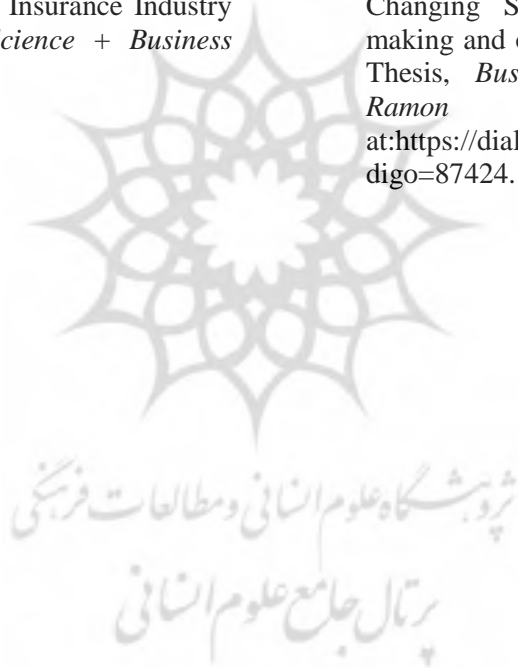 Insurance Industry
cience + Business
Changing S
making and
Thesis, Bus
Ramon
at:https://dial
digo=87424.
پژوهشگاه علوم انسانی و مطالعات فرهنگی
پرتال جامع علوم انسانی